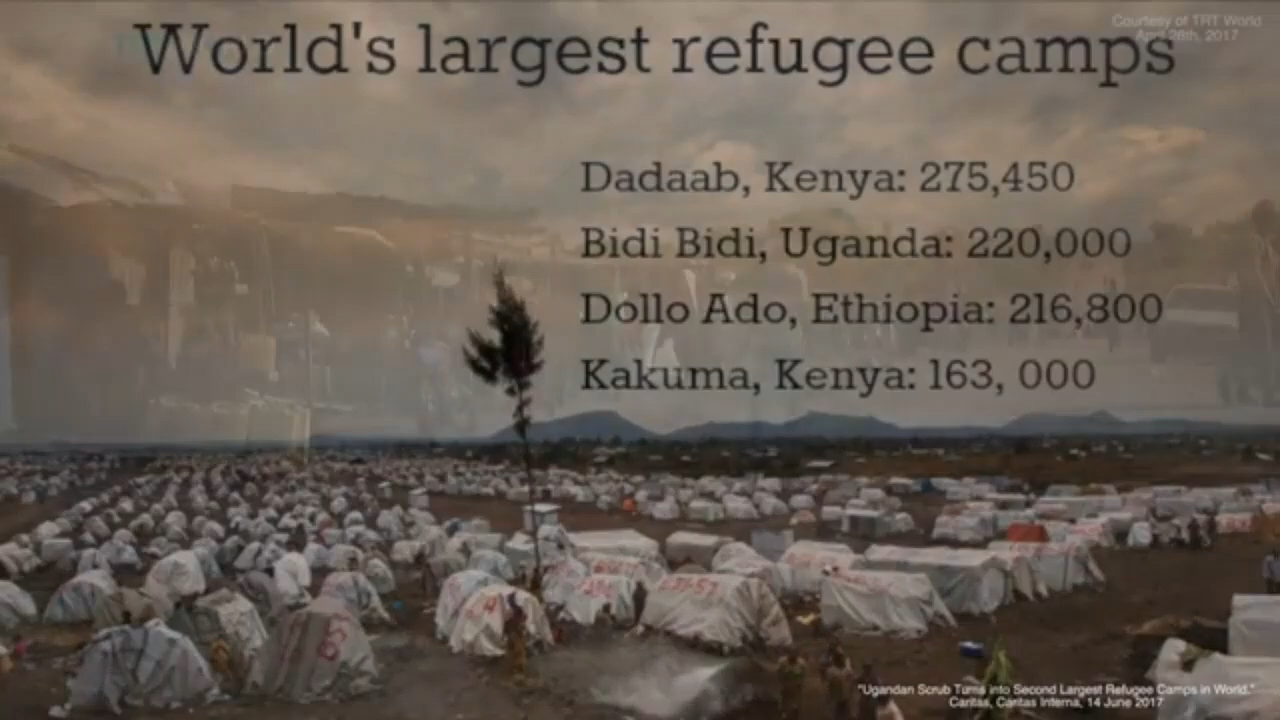 Courtesy of TRT World
April 26th, 2017
World's largest refugee camps
Dadaab, Kenya: 275,450
Bidi Bidi, Uganda: 220,000
Dollo Ado, Ethiopia: 216,800
Kakuma, Kenya: 163, 000
"Ugandan Scrub Turns into Second Largest Refugee Camps in World."
Caritas, Caritas Interna, 14 June 2017